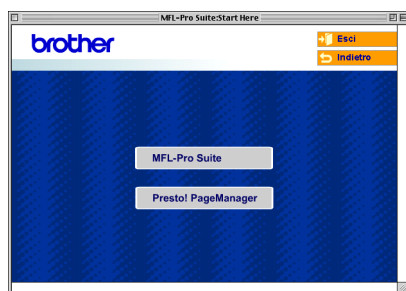 MFL-Pro Suite:Start Here
brother
Esci
Indietro
MFL-Pro Suite
Presto! PageManager